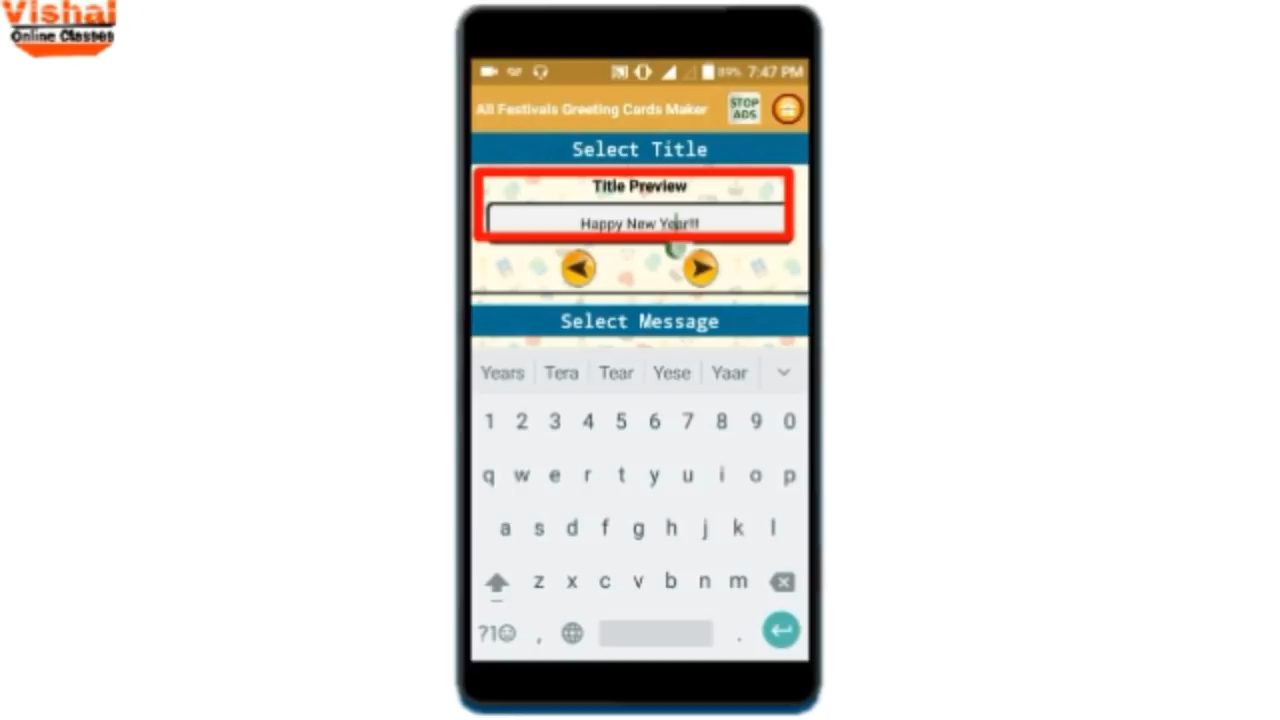 Vishal
Online Classes
89% 7:47 PM
All Festivals Greeting Cards Maker
STOP
ADS
Select Title
Title Preview
Happy New Year!!!
Select Message
Years Tera Tear Yese Yaar
1 2 3 4 5 6 7 8 9 0
q w e r t y u i o p
a s d f g h j k l
z x c v b n m
?1☺ , .